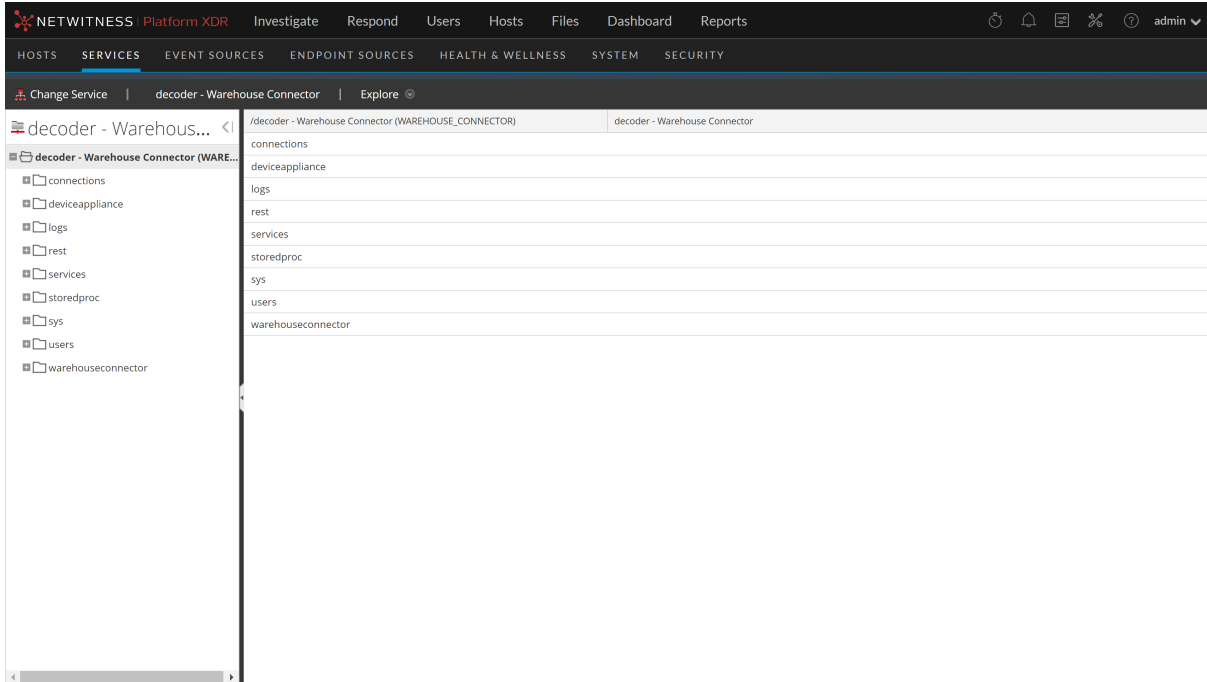 NETWITNESS Platform XDR Investigate Respond Users Hosts Files Dashboard Reports admin
HOSTS SERVICES EVENT SOURCES ENDPOINT SOURCES HEALTH & WELLNESS SYSTEM SECURITY
Change Service | decoder - Warehouse Connector | Explore
decoder - Warehous...
/decoder - Warehouse Connector (WAREHOUSE_CONNECTOR) decoder - Warehouse Connector
decoder - Warehouse Connector (WARE...
connections
deviceappliance
logs
rest
services
storedproc
sys
users
warehouseconnector
connections
deviceappliance
logs
rest
services
storedproc
sys
users
warehouseconnector